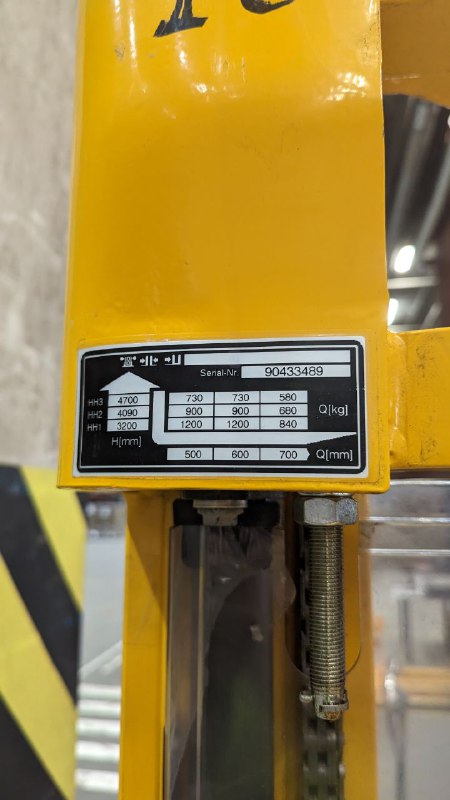 Serial-Nr. 90433489
HH3 4700 730 730 580
HH2 4090 900 900 680 Q[kg]
HH1 3200 1200 1200 840
H[mm]
500 600 700 Q[mm]